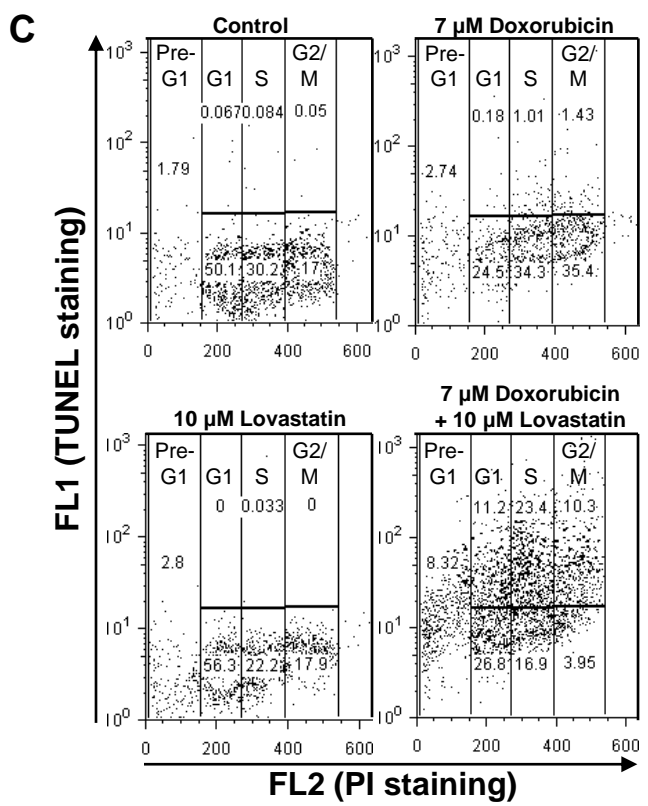 C
Control
7 µM Doxorubicin
Pre-
G1
G1
S
G2/
M
0.067
0.084
0.05
1.79
50.1
30.2
17
10³
10²
10¹
10⁰
0
200
400
600
Pre-
G1
G1
S
G2/
M
0.18
1.01
1.43
2.74
24.5
34.3
35.4
10³
10²
10¹
10⁰
0
200
400
600
10 µM Lovastatin
7 µM Doxorubicin
+ 10 µM Lovastatin
Pre-
G1
G1
S
G2/
M
0
0.033
0
2.8
56.3
22.2
17.9
10³
10²
10¹
10⁰
0
200
400
600
Pre-
G1
G1
S
G2/
M
11.2
23.4
10.3
8.32
26.8
16.9
3.95
10³
10²
10¹
10⁰
0
200
400
600
FL1 (TUNEL staining)
FL2 (PI staining)